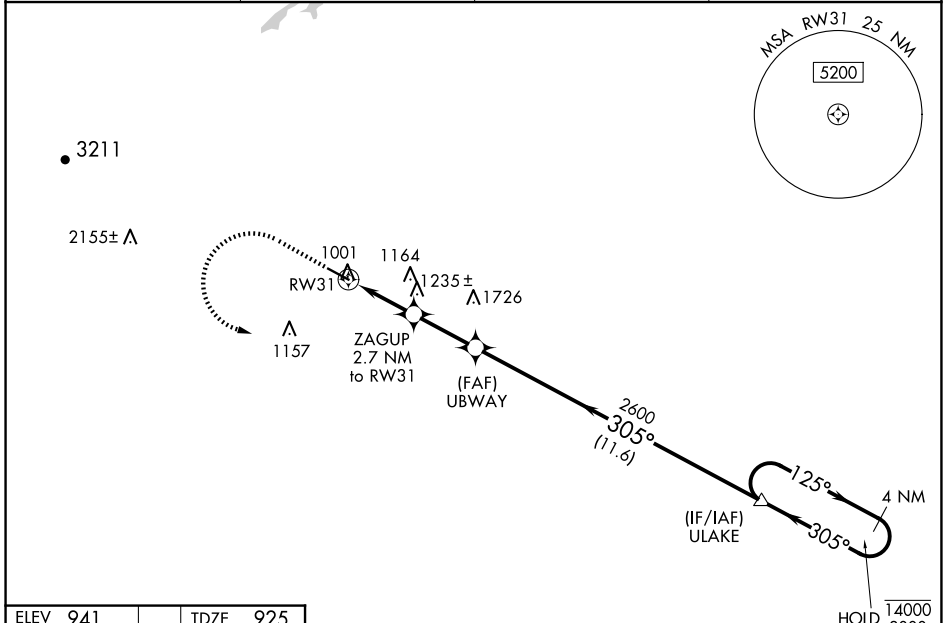 MSA RW31 25 NM
5200
3211
2155±
1001
1164
RW31
1235±
1726
1157
ZAGUP
2.7 NM
to RW31
(FAF)
UBWAY
2600
305°
(11.6)
125°
4 NM
(IF/IAF)
ULAKE
305°
ELEV 941
TDZE 925
HOLD
14000